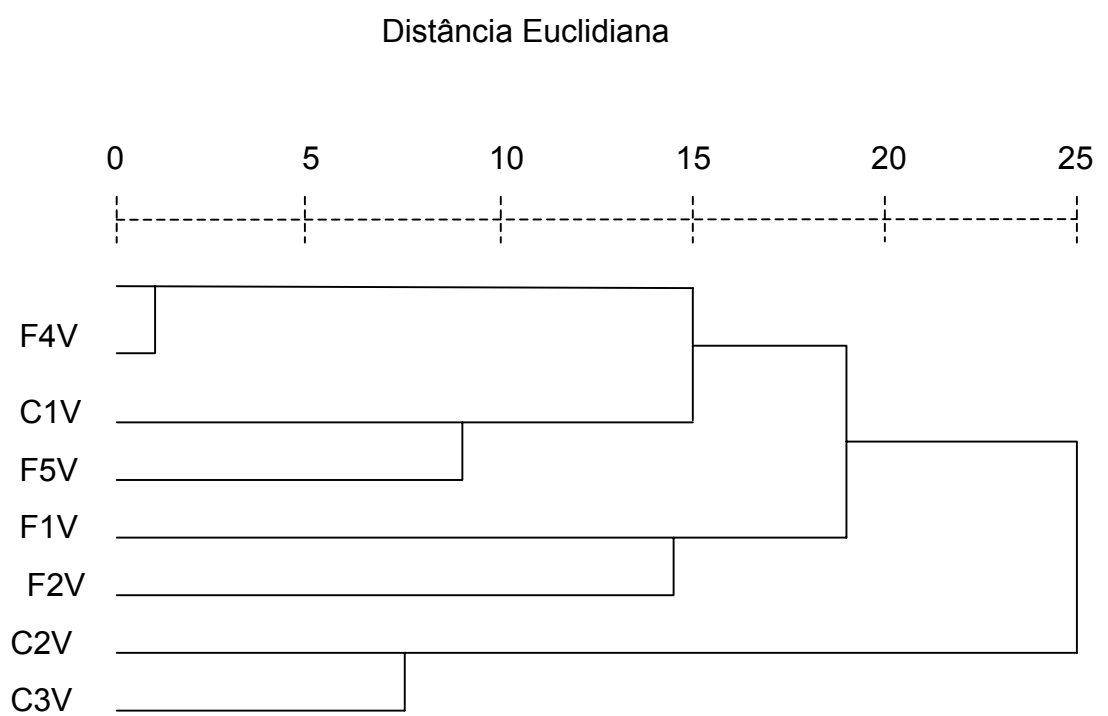 Distância Euclidiana
0 5 10 15 20 25
F4V
C1V
F5V
F1V
F2V
C2V
C3V